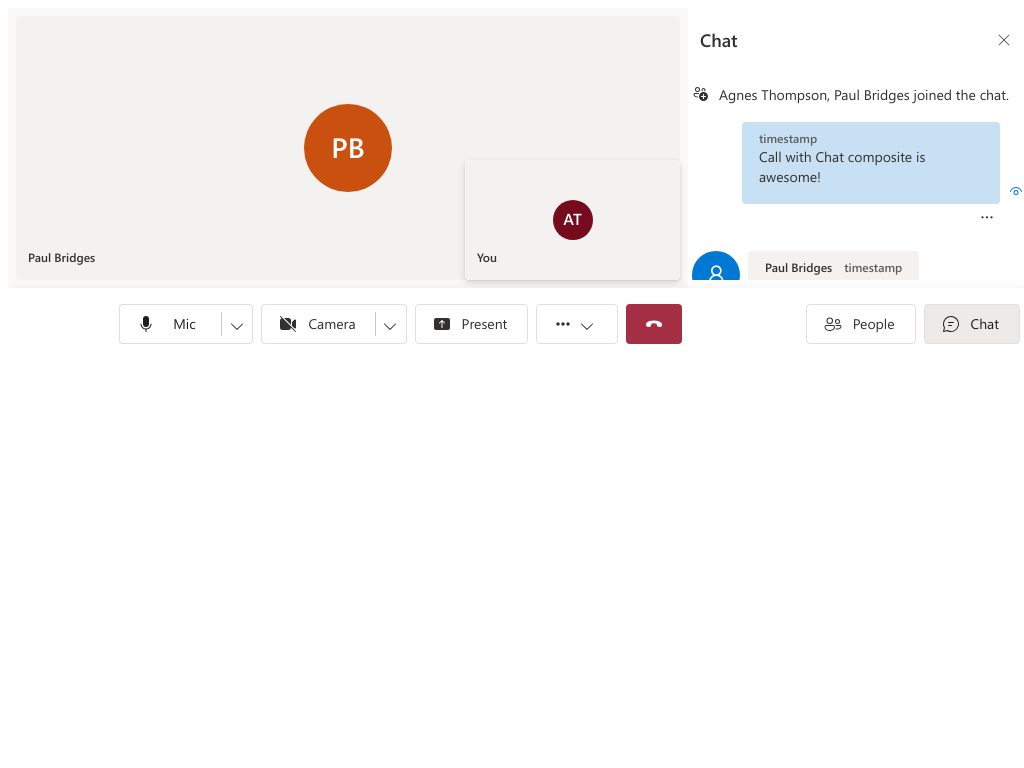 PB
Paul Bridges
AT
You
Chat
Agnes Thompson, Paul Bridges joined the chat.
timestamp
Call with Chat composite is
awesome!
Paul Bridges timestamp
Mic
Camera
Present
People
Chat